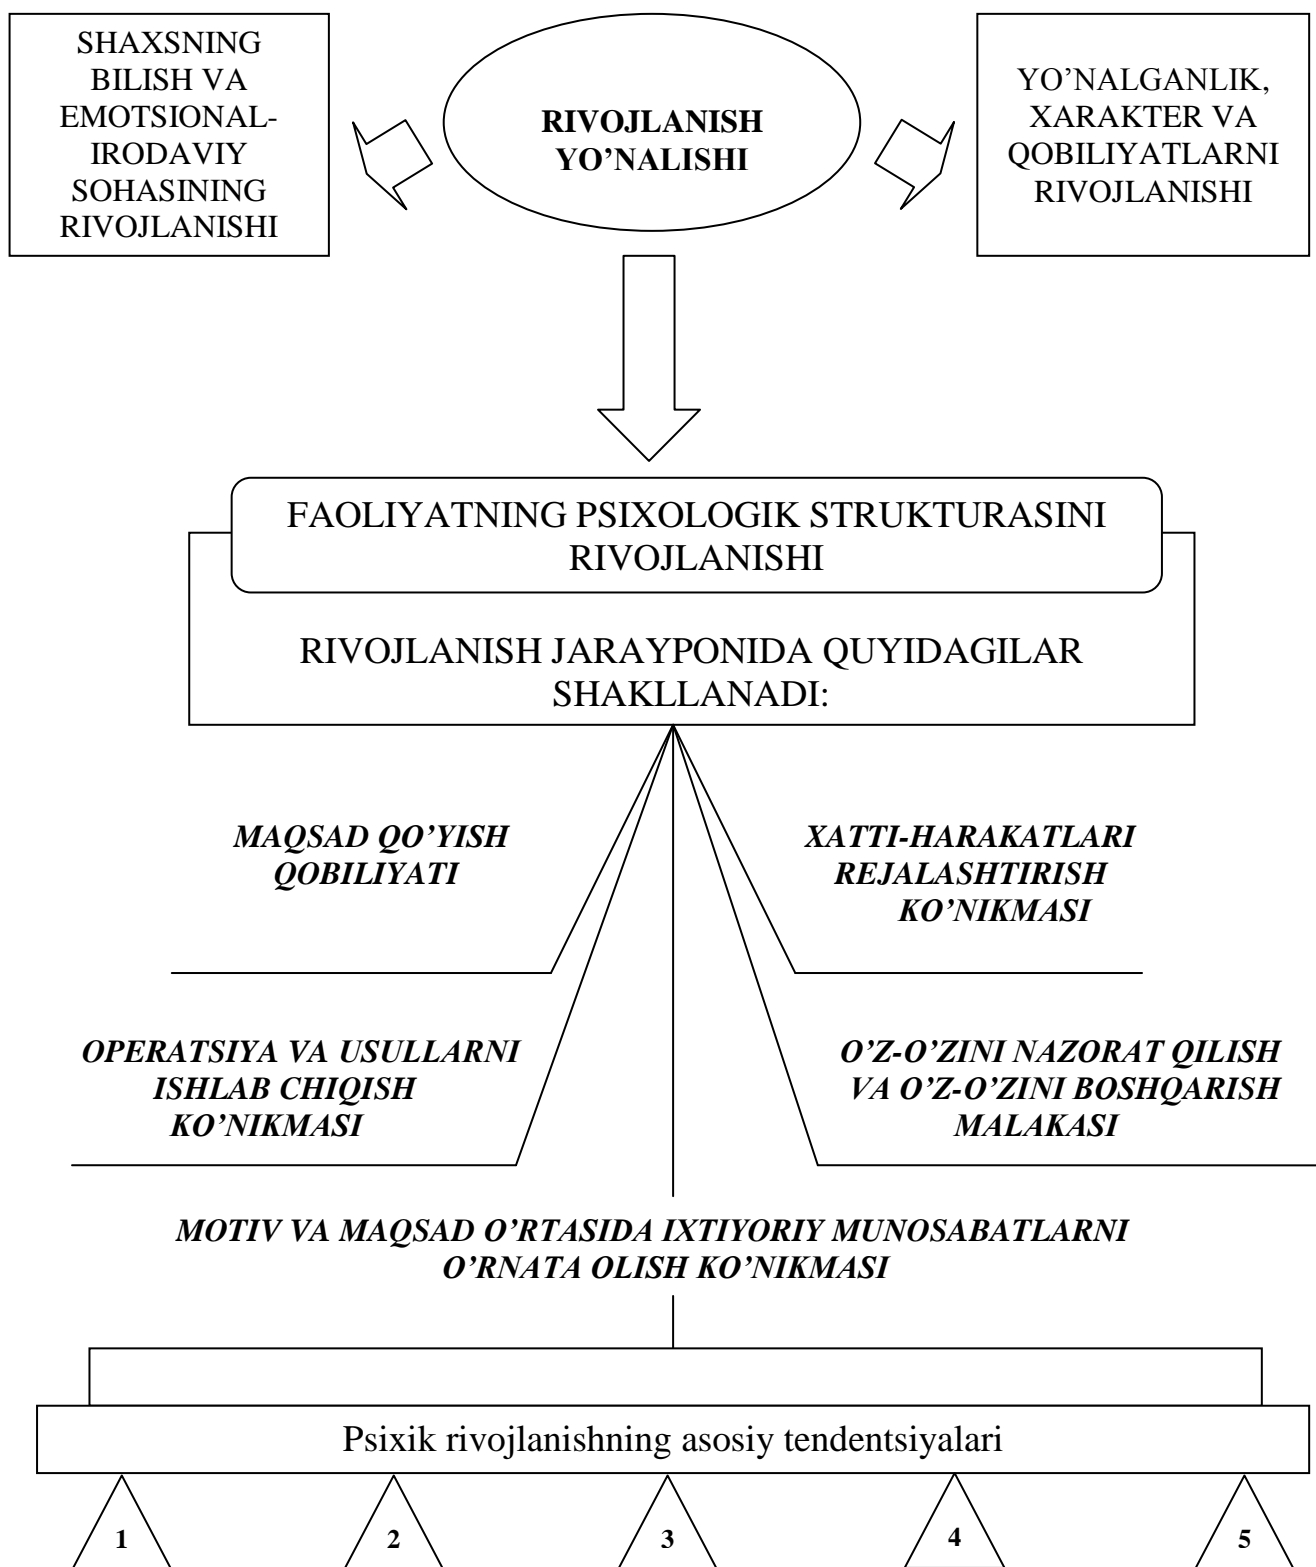 SHAXSNING
BILISH VA
EMOTSIONAL-
IRODAVIY
SOHASINING
RIVOJLANISHI
RIVOJLANISH
YO’NALISHI
YO’NALGANLIK,
XARAKTER VA
QOBILIYATLARNI
RIVOJLANISHI
FAOLIYATNING PSIXOLOGIK STRUKTURASINI
RIVOJLANISHI
RIVOJLANISH JARAYPONIDA QUYIDAGILAR
SHAKLLANADI:
MAQSAD QO’YISH
QOBILIYATI
XATTI-HARAKATLARI
REJALASHTIRISH
KO’NIKMASI
OPERATSIYA VA USULLARNI
ISHLAB CHIQISH
KO’NIKMASI
O’Z-O’ZINI NAZORAT QILISH
VA O’Z-O’ZINI BOSHQARISH
MALAKASI
MOTIV VA MAQSAD O’RTASIDA IXTIYORIY MUNOSABATLARNI
O’RNATA OLISH KO’NIKMASI
Psixik rivojlanishning asosiy tendentsiyalari
1 2 3 4 5